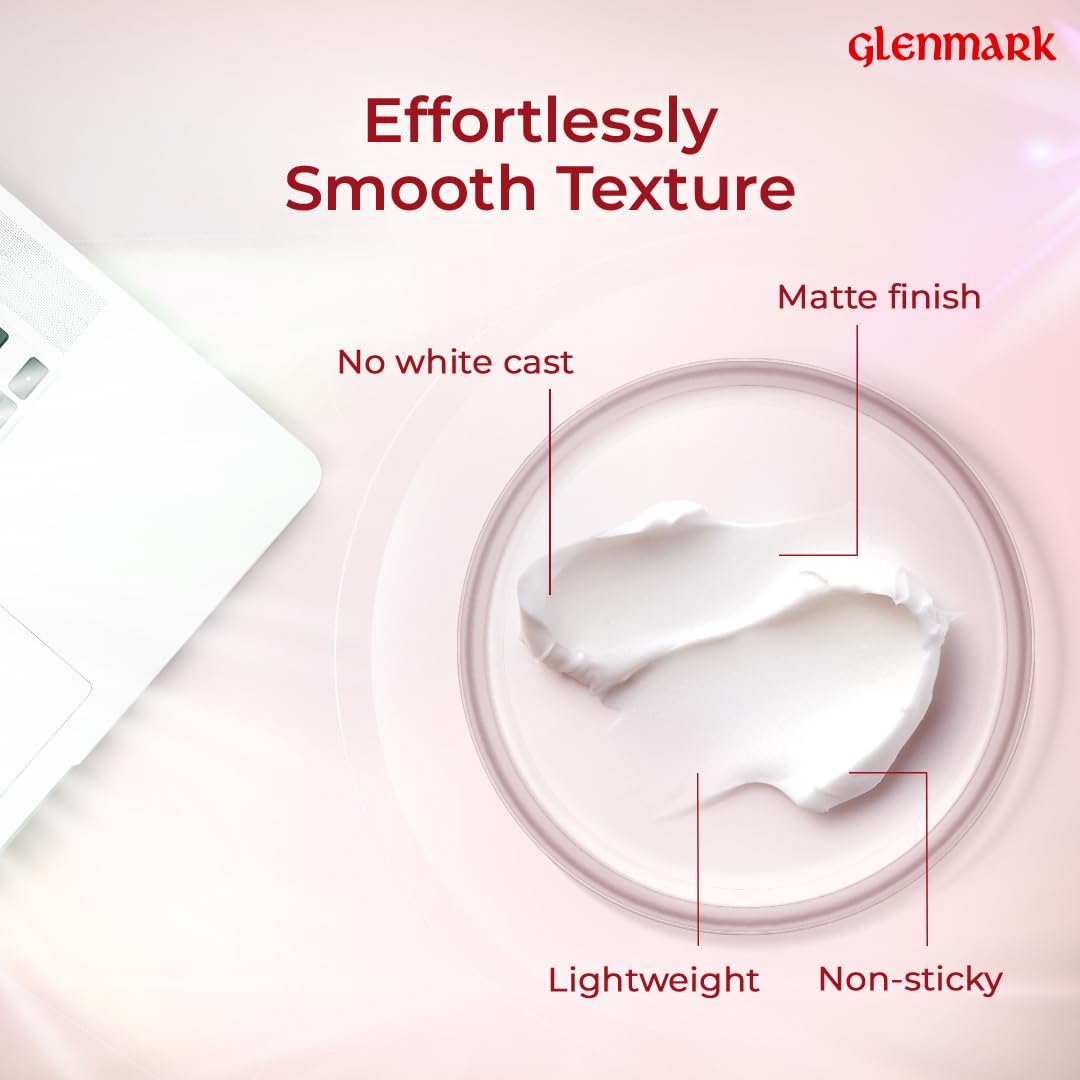 GLENMARK
Effortlessly
Smooth Texture
Matte finish
No white cast
Lightweight
Non-sticky